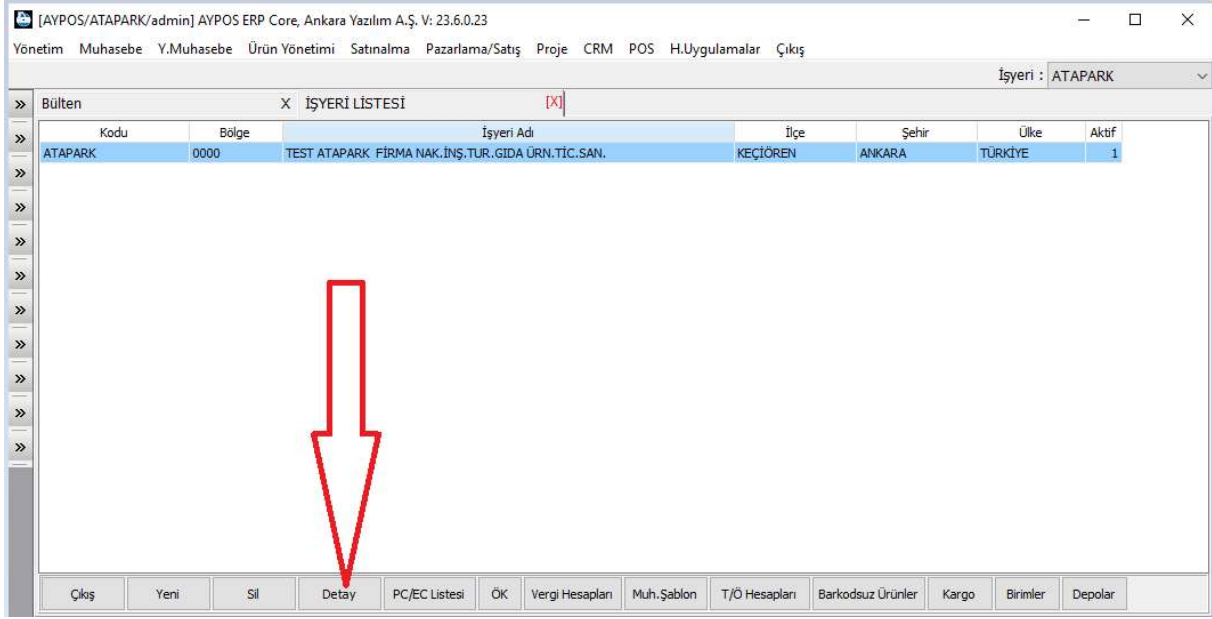 [AYPOS/ATAPARK/admin] AYPOS ERP Core, Ankara Yazılım A.Ş. V: 23.6.0.23
Yönetim Muhasebe Y.Muhasebe Ürün Yönetimi Satınalma Pazarlama/Satış Proje CRM POS H.Uygulamalar Çıkış
İşyeri : ATAPARK
Bülten X İŞYERİ LİSTESİ [X]
Kodu Bölge İşyeri Adı İlçe Şehir Ülke Aktif
ATAPARK 0000 TEST ATAPARK FİRMA NAK.İNŞ.TUR.GIDA ÜRN.TİC.SAN. KEÇİÖREN ANKARA TÜRKİYE 1
Çıkış Yeni Sil Detay PC/EC Listesi ÖK Vergi Hesapları Muh.Şablon T/Ö Hesapları Barkodsuz Ürünler Kargo Birimler Depolar